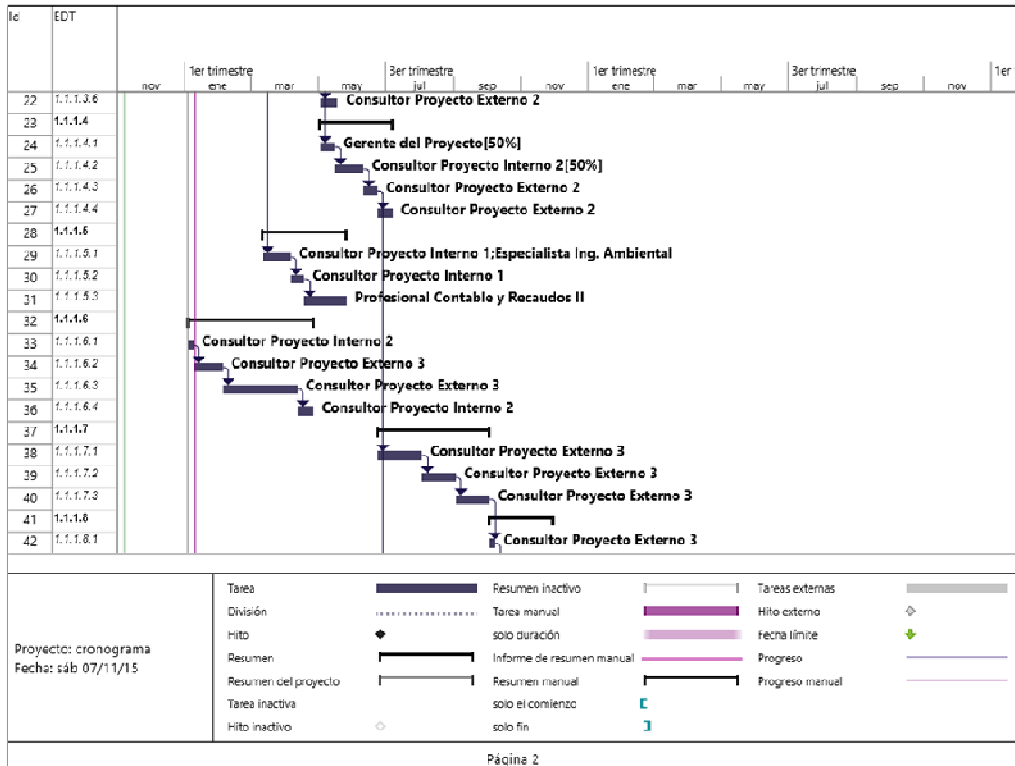 Id EDT
1er trimestre 3er trimestre 1er trimestre 3er trimestre 1er
nov ene mar may jul sep nov ene mar may jul sep nov
22 1.1.1.3.6 Consultor Proyecto Externo 2
23 1.1.1.4
24 1.1.1.4.1 Gerente del Proyecto[50%]
25 1.1.1.4.2 Consultor Proyecto Interno 2[50%]
26 1.1.1.4.3 Consultor Proyecto Externo 2
27 1.1.1.4.4 Consultor Proyecto Externo 2
28 1.1.1.5
29 1.1.1.5.1 Consultor Proyecto Interno 1;Especialista Ing. Ambiental
30 1.1.1.5.2 Consultor Proyecto Interno 1
31 1.1.1.5.3 Profesional Contable y Recaudos II
32 1.1.1.6
33 1.1.1.6.1 Consultor Proyecto Interno 2
34 1.1.1.6.2 Consultor Proyecto Externo 3
35 1.1.1.6.3 Consultor Proyecto Externo 3
36 1.1.1.6.4 Consultor Proyecto Interno 2
37 1.1.1.7
38 1.1.1.7.1 Consultor Proyecto Externo 3
39 1.1.1.7.2 Consultor Proyecto Externo 3
40 1.1.1.7.3 Consultor Proyecto Externo 3
41 1.1.1.8
42 1.1.1.8.1 Consultor Proyecto Externo 3
Proyecto: cronograma
Fecha: sáb 07/11/15
Tarea Resumen inactivo Tareas externas
División Tarea manual Hito externo
Hito solo duración Fecha límite
Resumen Informe de resumen manual Progreso
Resumen del proyecto Resumen manual Progreso manual
Tarea inactiva solo el comienzo
Hito inactivo solo fin
Página 2